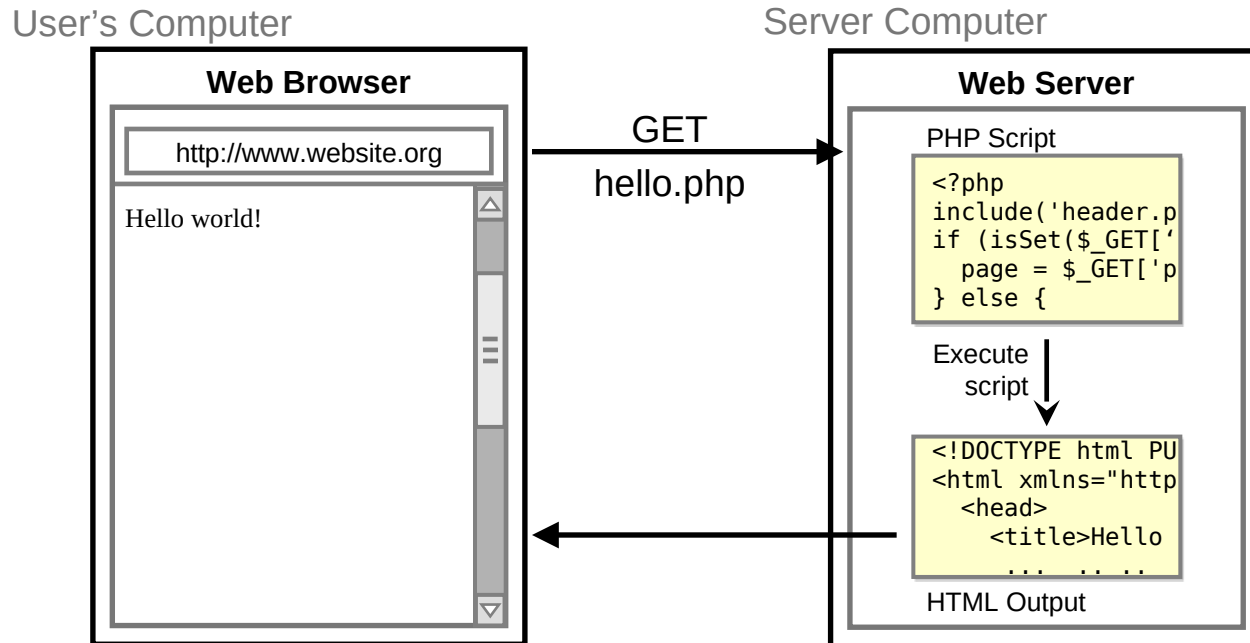 User's Computer
Server Computer
Web Browser
http://www.website.org
Hello world!
GET
hello.php
Web Server
PHP Script
<?php
include('header.p
if (isSet($_GET[‘
  page = $_GET['p
} else {
Execute
script
<!DOCTYPE html PU
<html xmlns="http
  <head>
    <title>Hello
     ...  .. ..
HTML Output